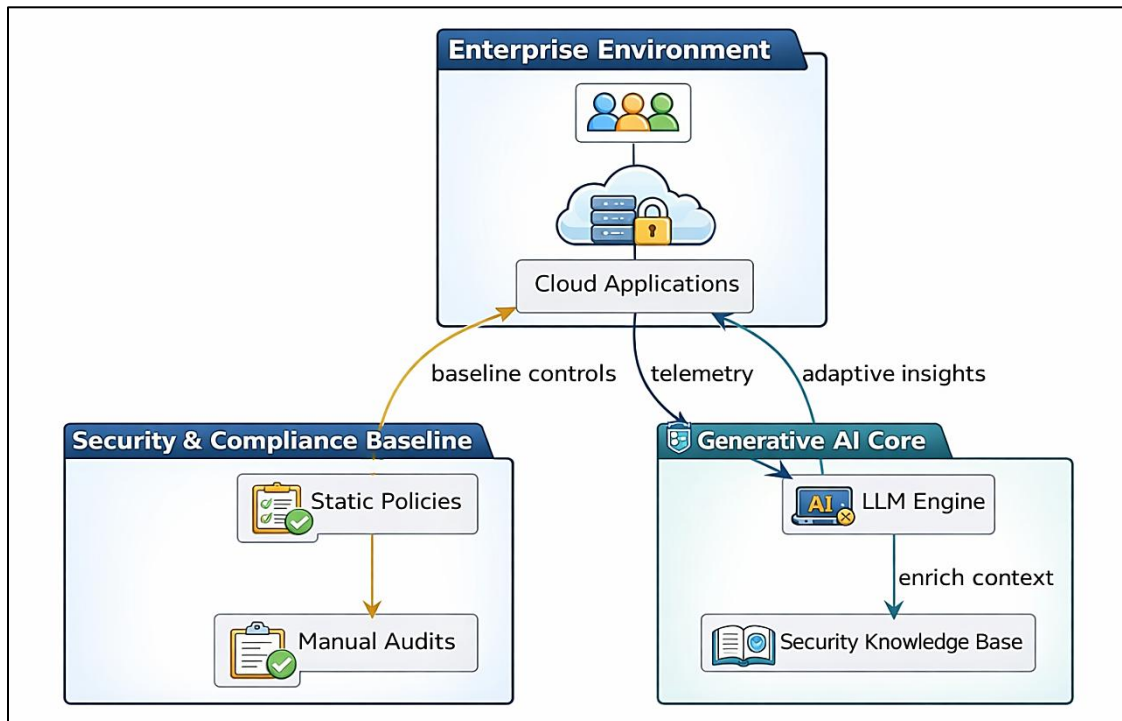 Enterprise Environment
Cloud Applications
baseline controls
telemetry
adaptive insights
Security & Compliance Baseline
Static Policies
Manual Audits
Generative AI Core
AI
LLM Engine
enrich context
Security Knowledge Base